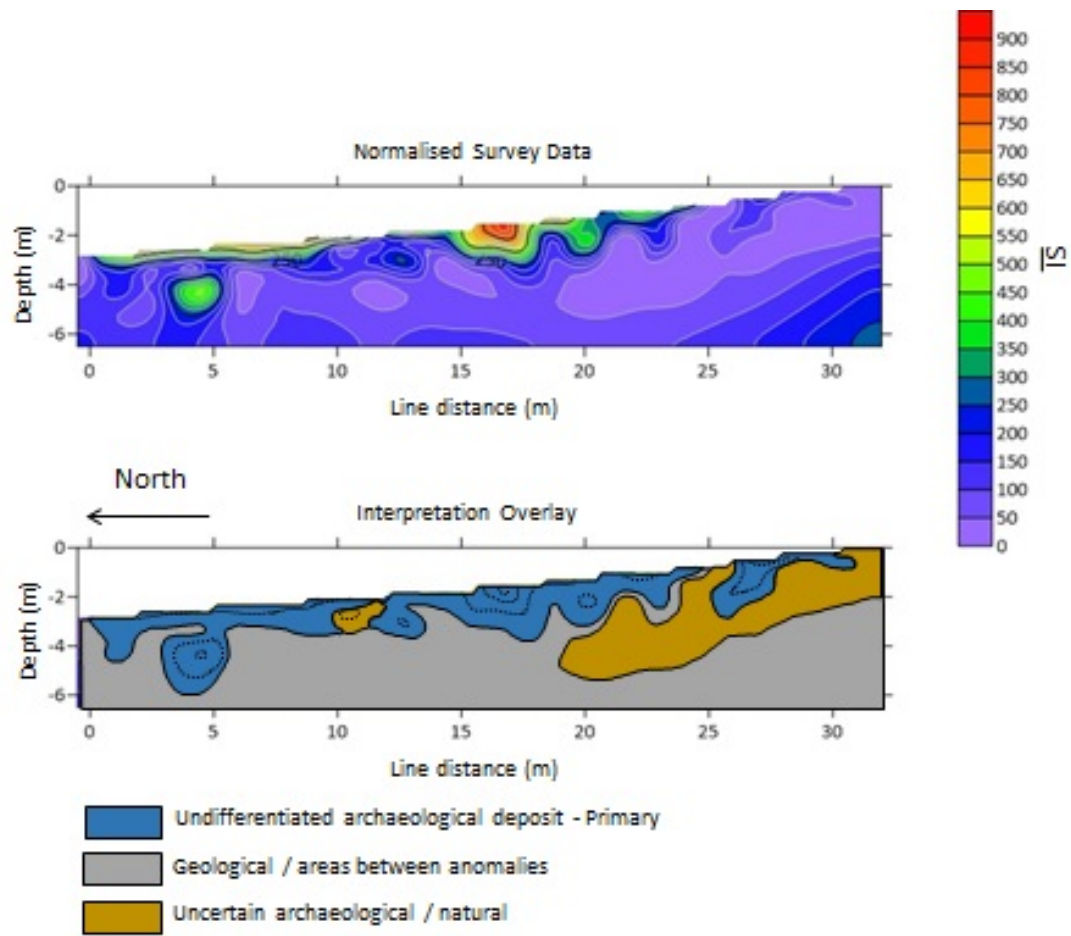 Normalised Survey Data
0
-2
-4
-6
Depth (m)
0 5 10 15 20 25 30
Line distance (m)
900
850
800
750
700
650
600
550
500
450
400
350
300
250
200
150
100
50
0
SI
North
Interpretation Overlay
0
-2
-4
-6
Depth (m)
0 5 10 15 20 25 30
Line distance (m)
Undifferentiated archaeological deposit - Primary
Geological / areas between anomalies
Uncertain archaeological / natural